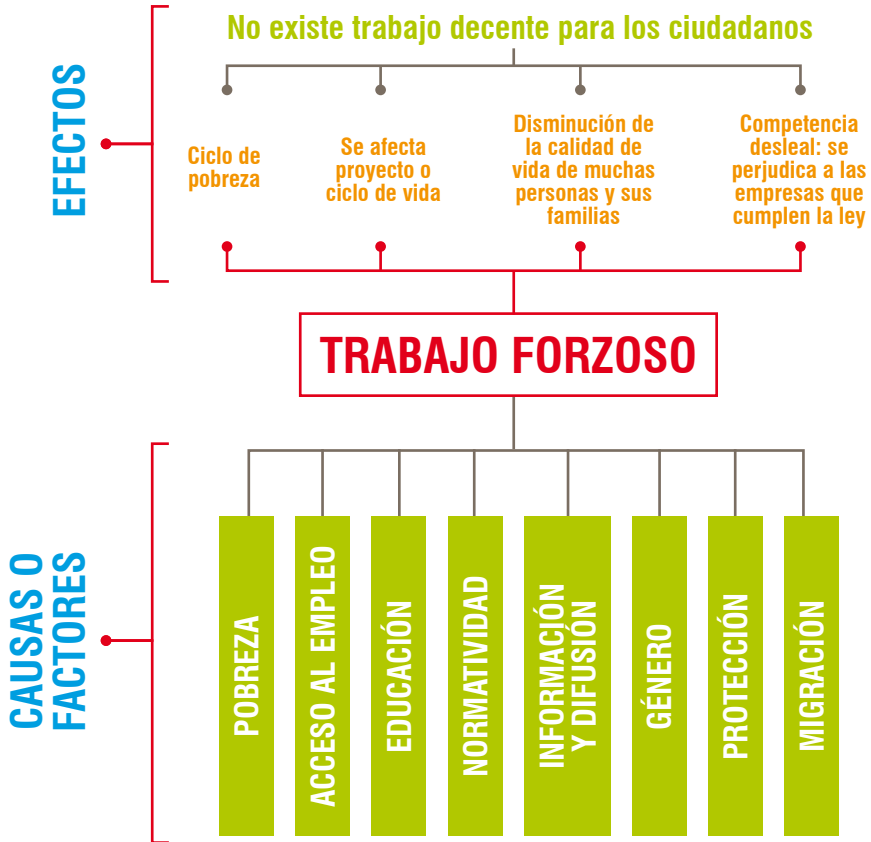 EFECTOS
No existe trabajo decente para los ciudadanos
Ciclo de
pobreza
Se afecta
proyecto o
ciclo de vida
Disminución de
la calidad de
vida de muchas
personas y sus
familias
Competencia
desleal: se
perjudica a las
empresas que
cumplen la ley
TRABAJO FORZOSO
CAUSAS O
FACTORES
POBREZA
ACCESO AL EMPLEO
EDUCACIÓN
NORMATIVIDAD
INFORMACIÓN
Y DIFUSIÓN
GÉNERO
PROTECCIÓN
MIGRACIÓN